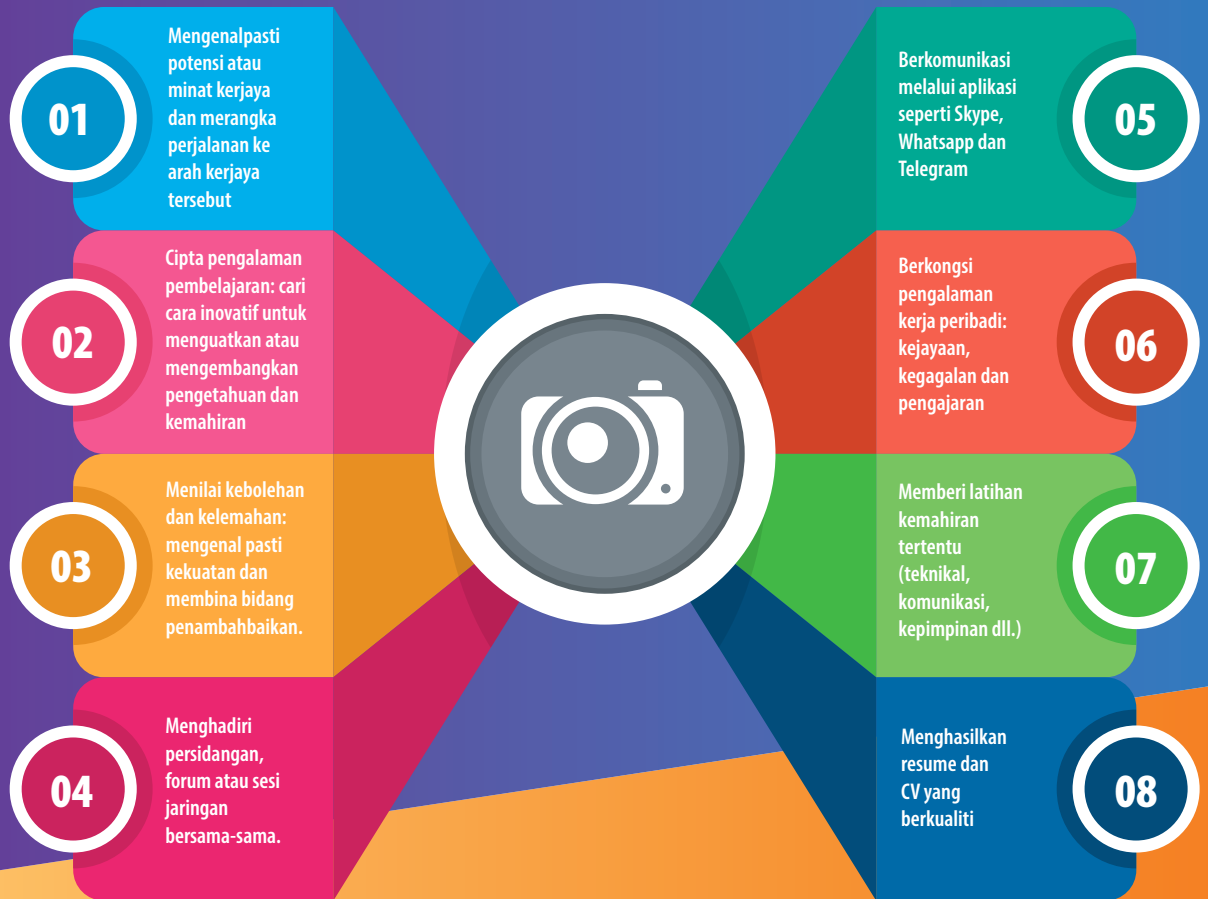 01
Mengenalpasti
potensi atau
minat kerjaya
dan merangka
perjalanan ke
arah kerjaya
tersebut
02
Cipta pengalaman
pembelajaran: cari
cara inovatif untuk
menguatkan atau
mengembangkan
pengetahuan dan
kemahiran
03
Menilai kebolehan
dan kelemahan:
mengenal pasti
kekuatan dan
membina bidang
penambahbaikan.
04
Menghadiri
persidangan,
forum atau sesi
jaringan
bersama-sama.
05
Berkomunikasi
melalui aplikasi
seperti Skype,
Whatsapp dan
Telegram
06
Berkongsi
pengalaman
kerja peribadi:
kejayaan,
kegagalan dan
pengajaran
07
Memberi latihan
kemahiran
tertentu
(teknikal,
komunikasi,
kepimpinan dll.)
08
Menghasilkan
resume dan
CV yang
berkualiti